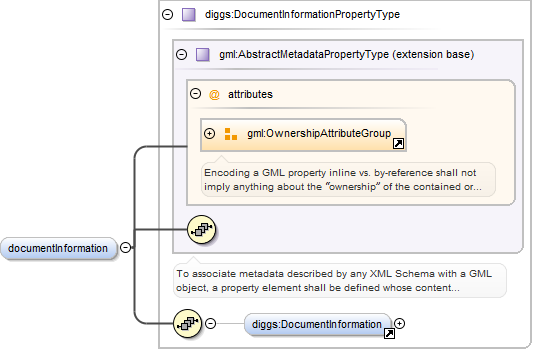 diggs:DocumentInformationPropertyType
gml:AbstractMetadataPropertyType (extension base)
@ attributes
gml:OwnershipAttributeGroup
Encoding a GML property inline vs. by-reference shall not
imply anything about the "ownership" of the contained or...
documentInformation
To associate metadata described by any XML Schema with a GML
object, a property element shall be defined whose content...
diggs:DocumentInformation